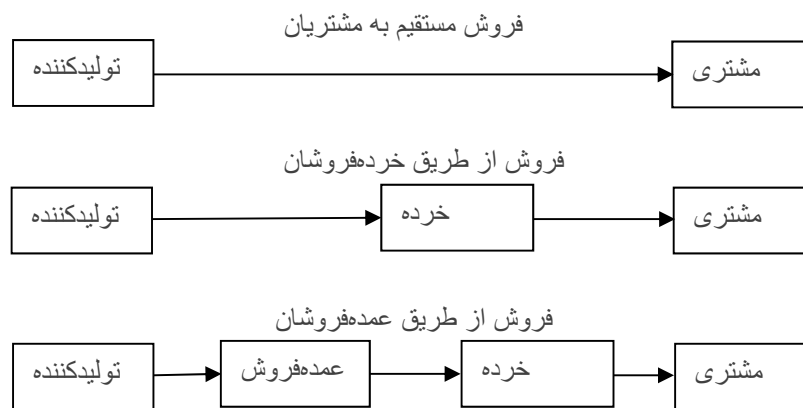 فروش مستقیم به مشتریان
تولیدکننده
مشتری
فروش از طریق خرده‌فروشان
تولیدکننده
خرده
مشتری
فروش از طریق عمده‌فروشان
تولیدکننده
عمده‌فروش
خرده
مشتری